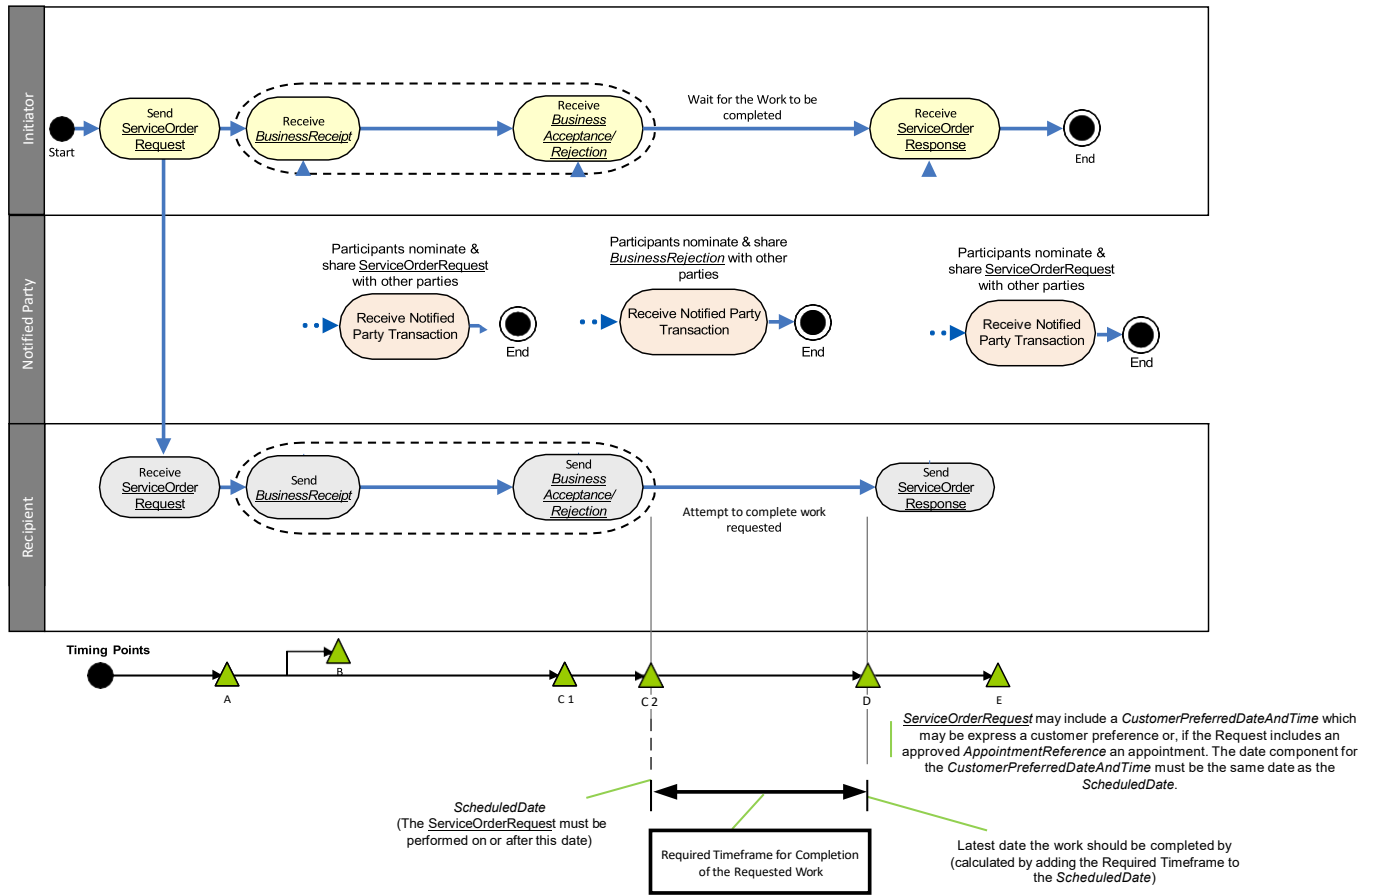 Initiator
Start
Send
ServiceOrder
Request
Receive
BusinessReceipt
Receive
Business
Acceptance/
Rejection
Wait for the Work to be
completed
Receive
ServiceOrder
Response
End
Notified Party
Participants nominate &
share ServiceOrderRequest
with other parties
Receive Notified
Party Transaction
End
Participants nominate & share
BusinessRejection with other
parties
Receive Notified Party
Transaction
End
Participants nominate &
share ServiceOrderRequest
with other parties
Receive Notified
Party Transaction
End
Recipient
Receive
ServiceOrder
Request
Send
BusinessReceipt
Send
Business
Acceptance/
Rejection
Attempt to complete work
requested
Send
ServiceOrder
Response
Timing Points
A
B
C 1
C 2
D
E
ServiceOrderRequest may include a CustomerPreferredDateAndTime which
may be express a customer preference or, if the Request includes an
approved AppointmentReference an appointment. The date component for
the CustomerPreferredDateAndTime must be the same date as the
ScheduledDate.
ScheduledDate
(The ServiceOrderRequest must be
performed on or after this date)
Required Timeframe for Completion
of the Requested Work
Latest date the work should be completed by
(calculated by adding the Required Timeframe to
the ScheduledDate)